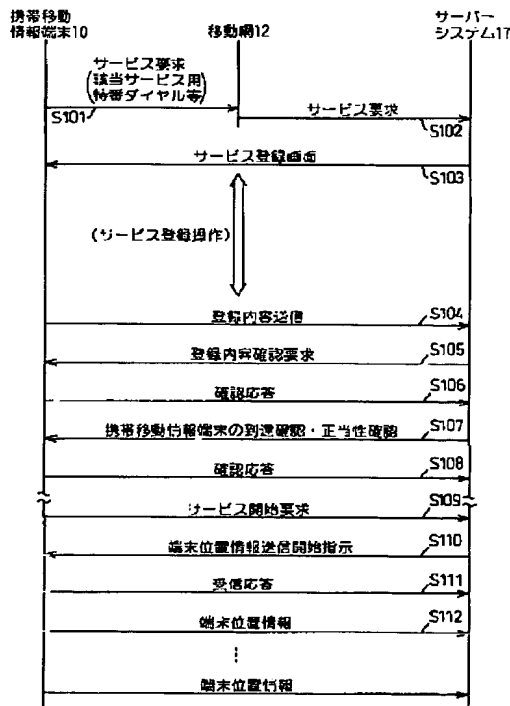 携帯移動
情報端末10
移動網12
サーバー
システム17
サービス要求
(該当サービス用
特番ダイヤル等)
S101
サービス要求
S102
サービス登録画面
S103
(サービス登録操作)
登録内容送信
S104
登録内容確認要求
S105
確認応答
S106
携帯移動情報端末の到達確認・正当性確認
S107
確認応答
S108
サービス開始要求
S109
端末位置情報送信開始指示
S110
受信応答
S111
端末位置情報
S112
⋮
端末位置情報